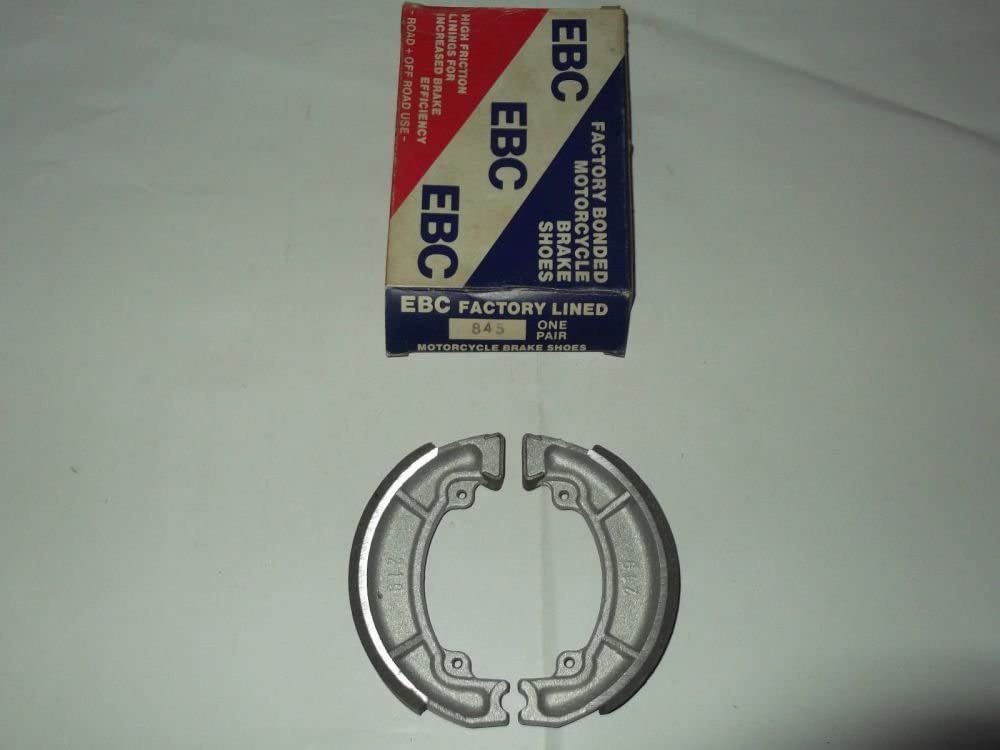 HIGH FRICTION
LININGS FOR
INCREASED BRAKE
EFFICIENCY
- ROAD + OFF ROAD USE -
EBC
EBC
EBC
FACTORY BONDED
MOTORCYCLE
BRAKE
SHOES
EBC FACTORY LINED
845
ONE
PAIR
MOTORCYCLE BRAKE SHOES
219